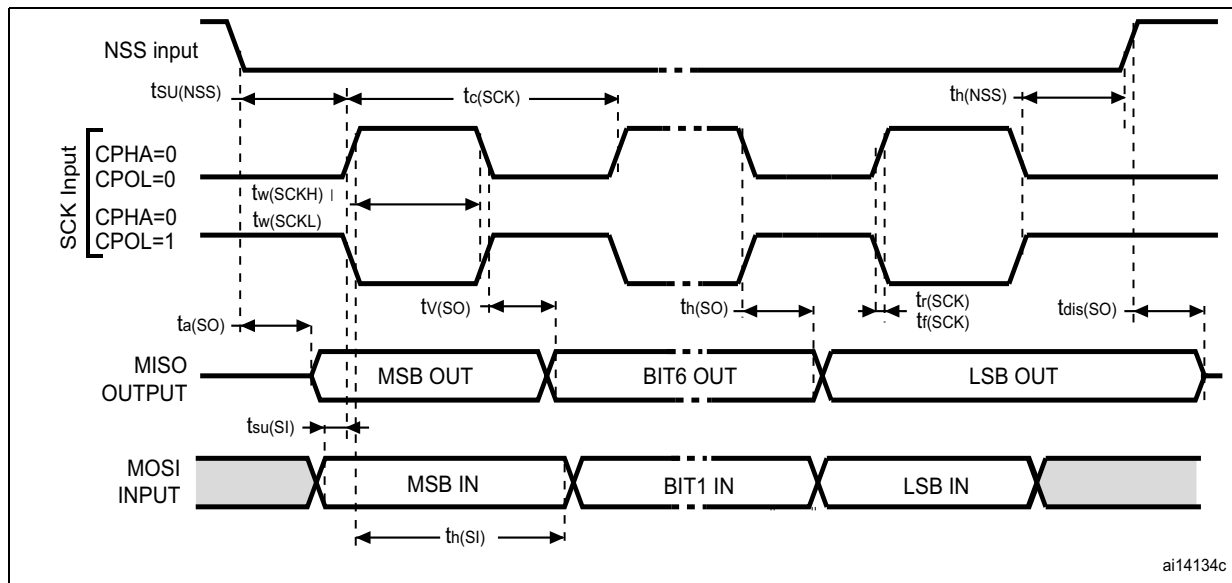 NSS input
tSU(NSS)
tc(SCK)
th(NSS)
SCK Input
CPHA=0
CPOL=0
tw(SCKH)
CPHA=0
tw(SCKL)
CPOL=1
tV(SO)
th(SO)
tr(SCK)
tf(SCK)
tdis(SO)
ta(SO)
MISO
OUTPUT
MSB OUT
BIT6 OUT
LSB OUT
tsu(SI)
MOSI
INPUT
MSB IN
BIT1 IN
LSB IN
th(SI)
ai14134c